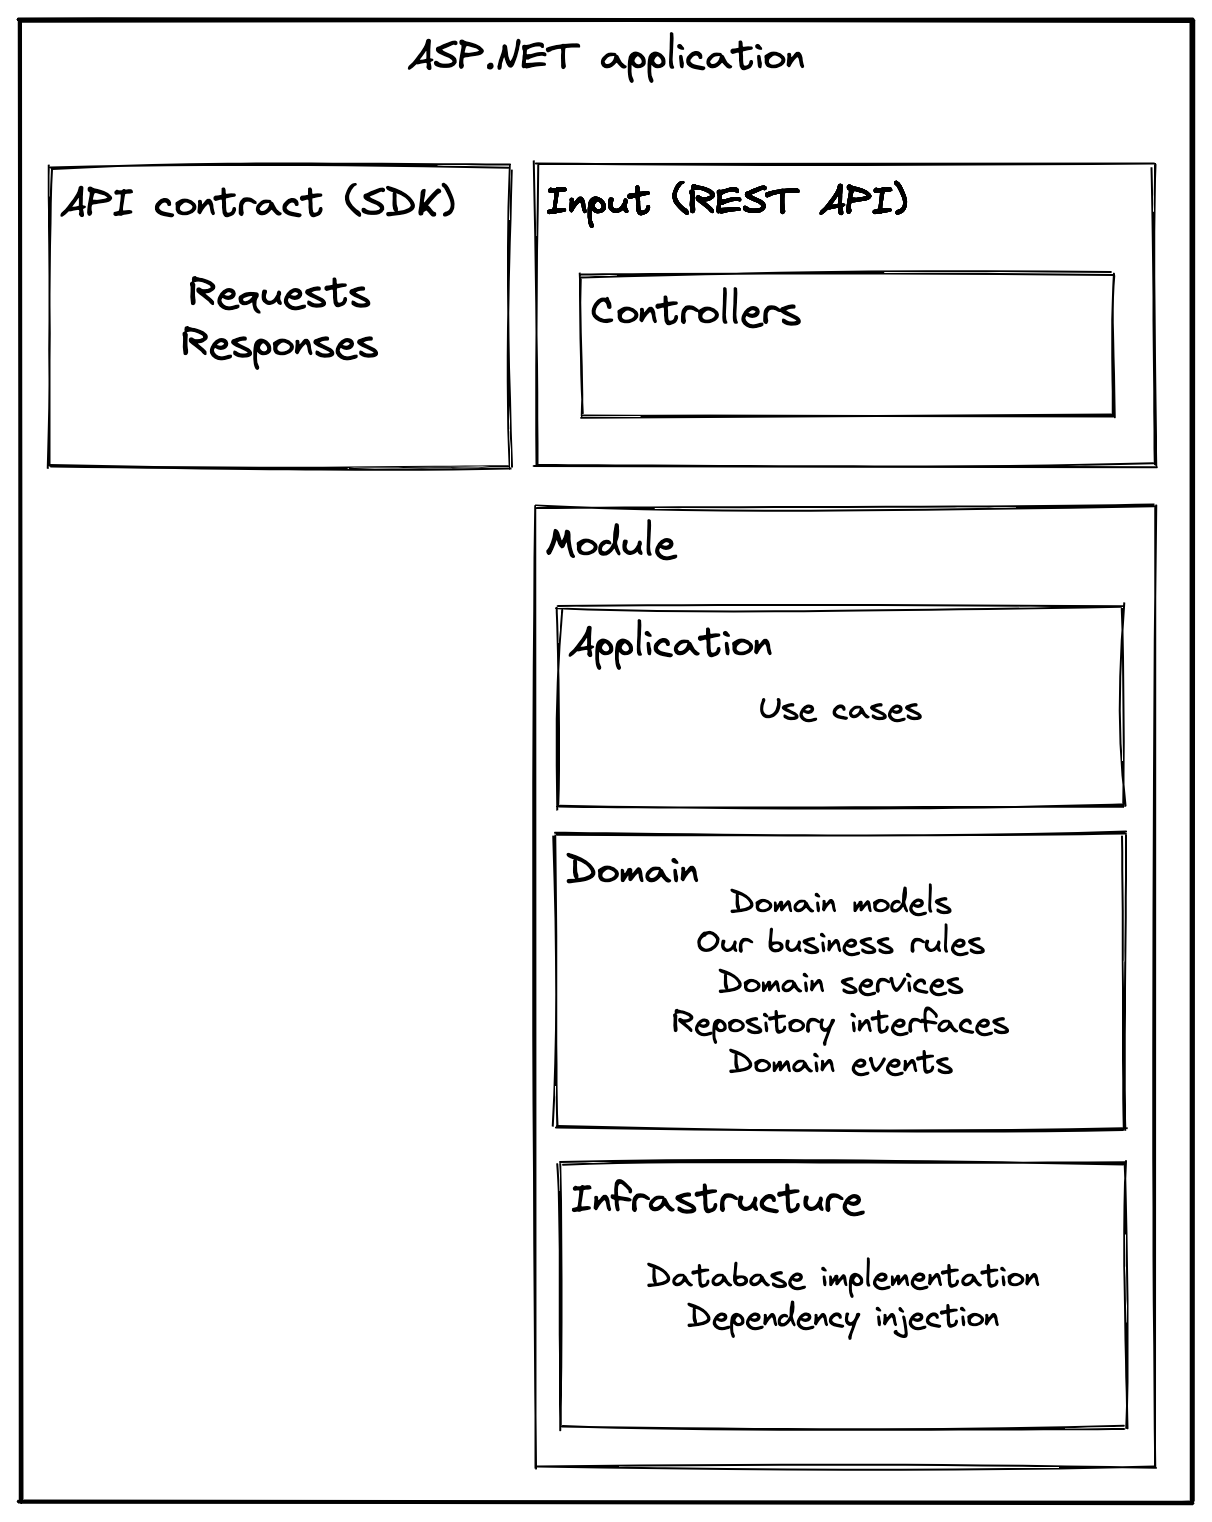 ASP.NET application
API contract (SDK)
Requests
Responses
Input (REST API)
Controllers
Module
Application
Use cases
Domain
Domain models
Our business rules
Domain services
Repository interfaces
Domain events
Infrastructure
Database implementation
Dependency injection